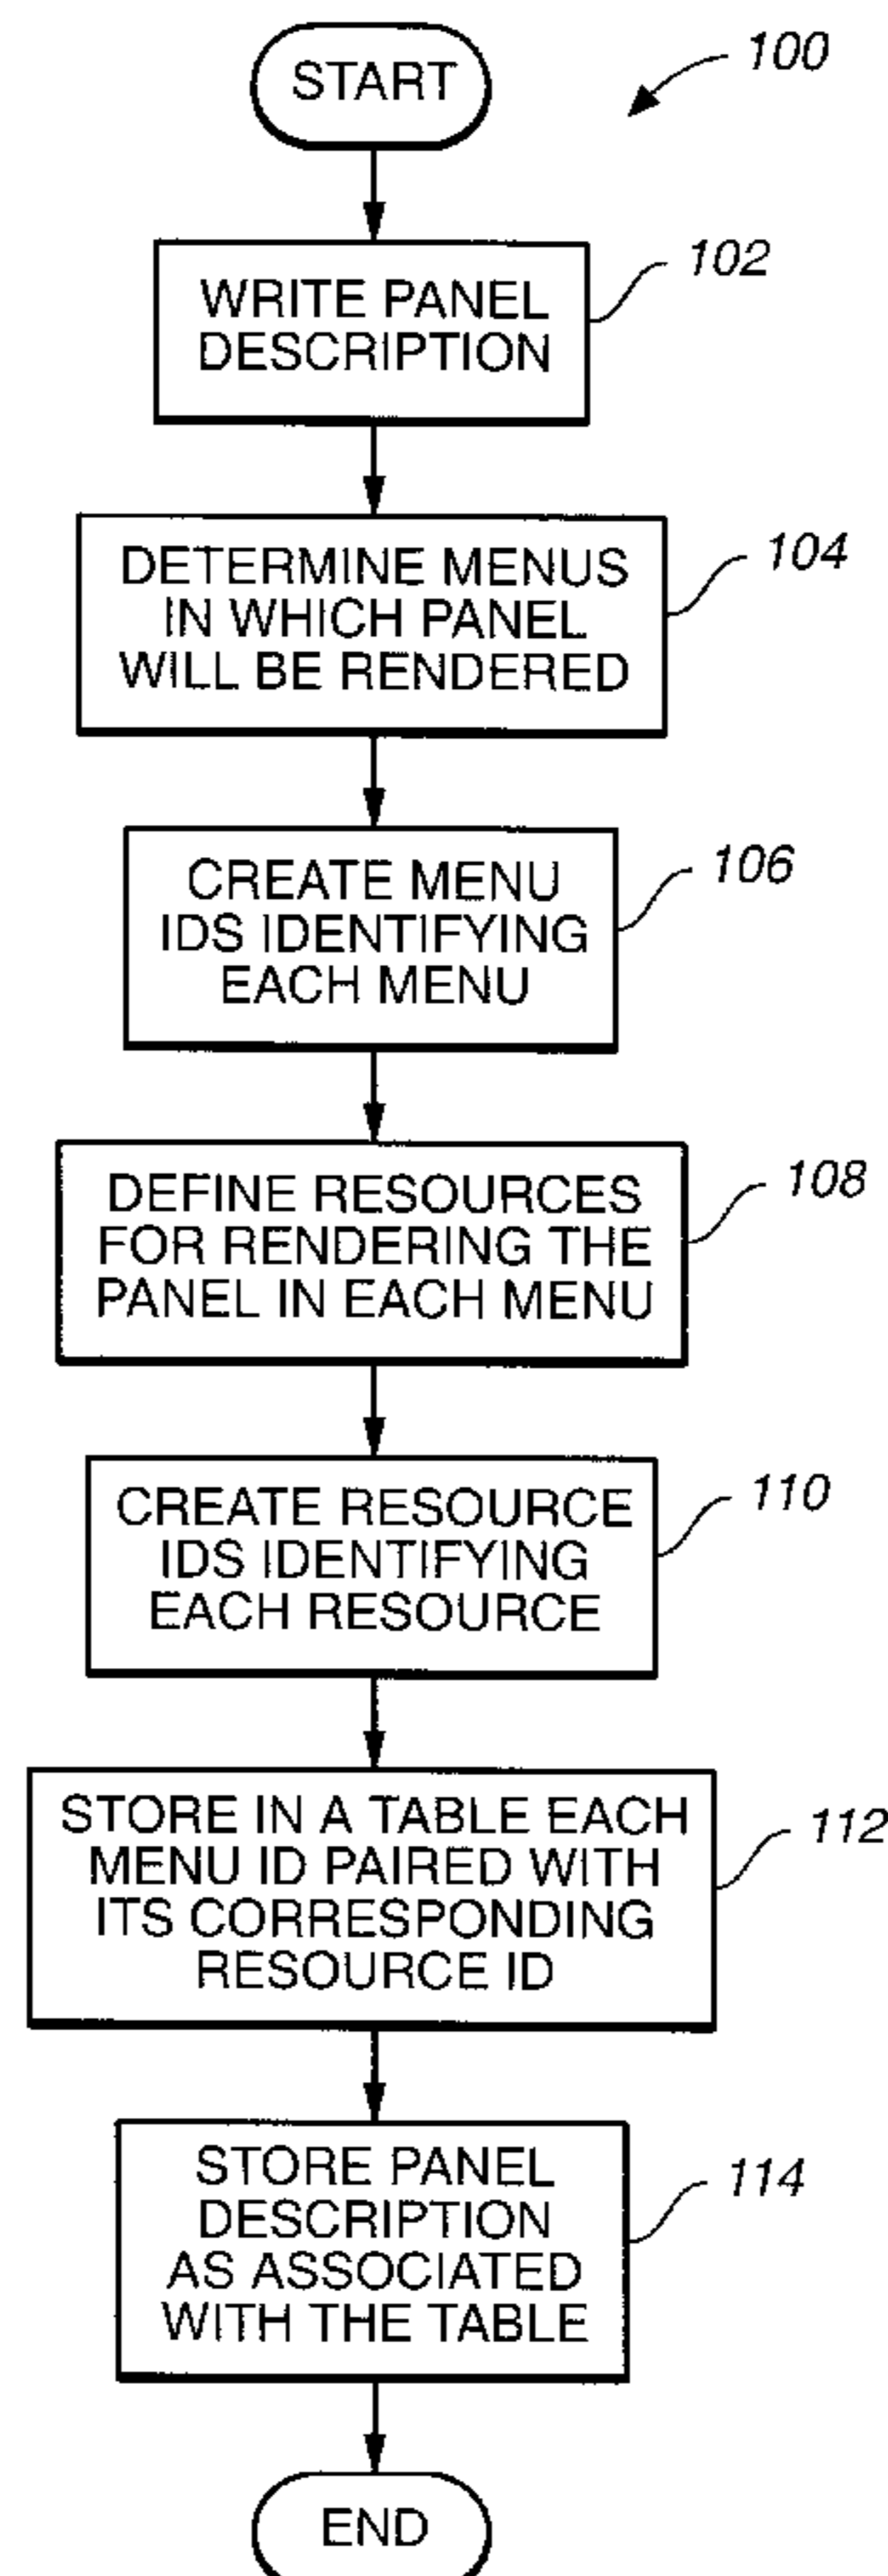 START
100
WRITE PANEL
DESCRIPTION
102
DETERMINE MENUS
IN WHICH PANEL
WILL BE RENDERED
104
CREATE MENU
IDS IDENTIFYING
EACH MENU
106
DEFINE RESOURCES
FOR RENDERING THE
PANEL IN EACH MENU
108
CREATE RESOURCE
IDS IDENTIFYING
EACH RESOURCE
110
STORE IN A TABLE EACH
MENU ID PAIRED WITH
ITS CORRESPONDING
RESOURCE ID
112
STORE PANEL
DESCRIPTION
AS ASSOCIATED
WITH THE TABLE
114
END